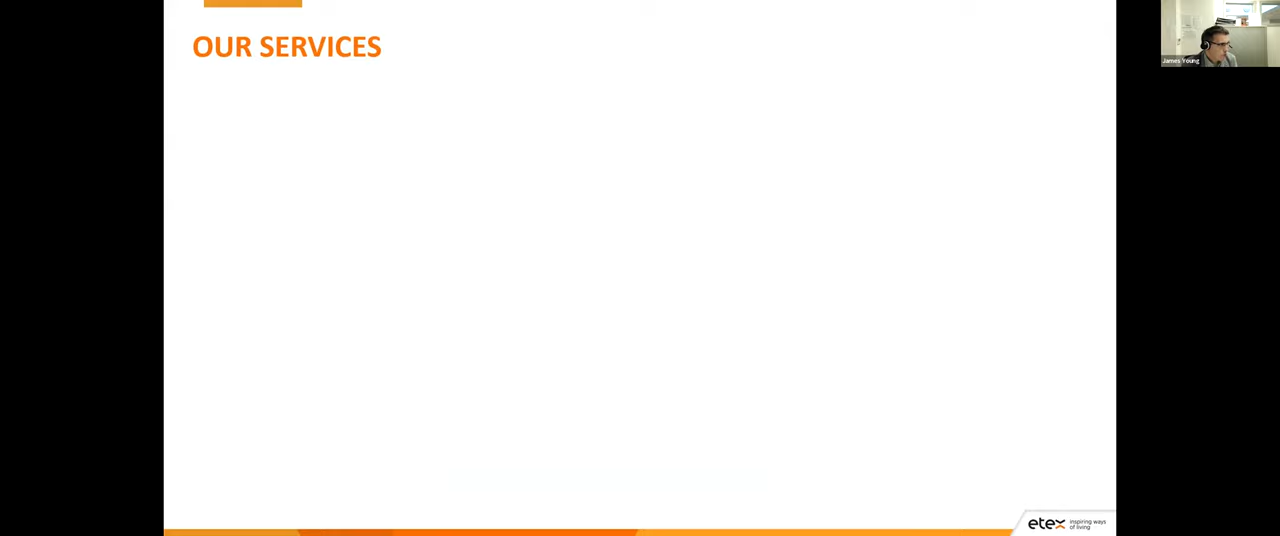 OUR SERVICES
James Young
etex
inspiring ways
of living